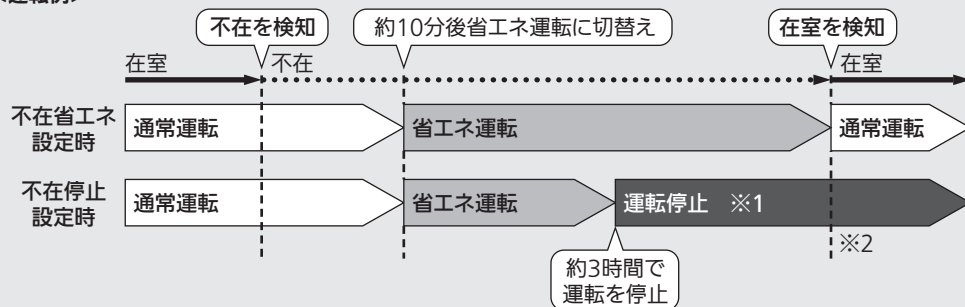 不在を検知
約10分後省エネ運転に切替え
在室を検知
在室
不在
在室
不在省エネ
設定時
通常運転
省エネ運転
通常運転
不在停止
設定時
通常運転
省エネ運転
運転停止 ※1
※2
約3時間で
運転を停止